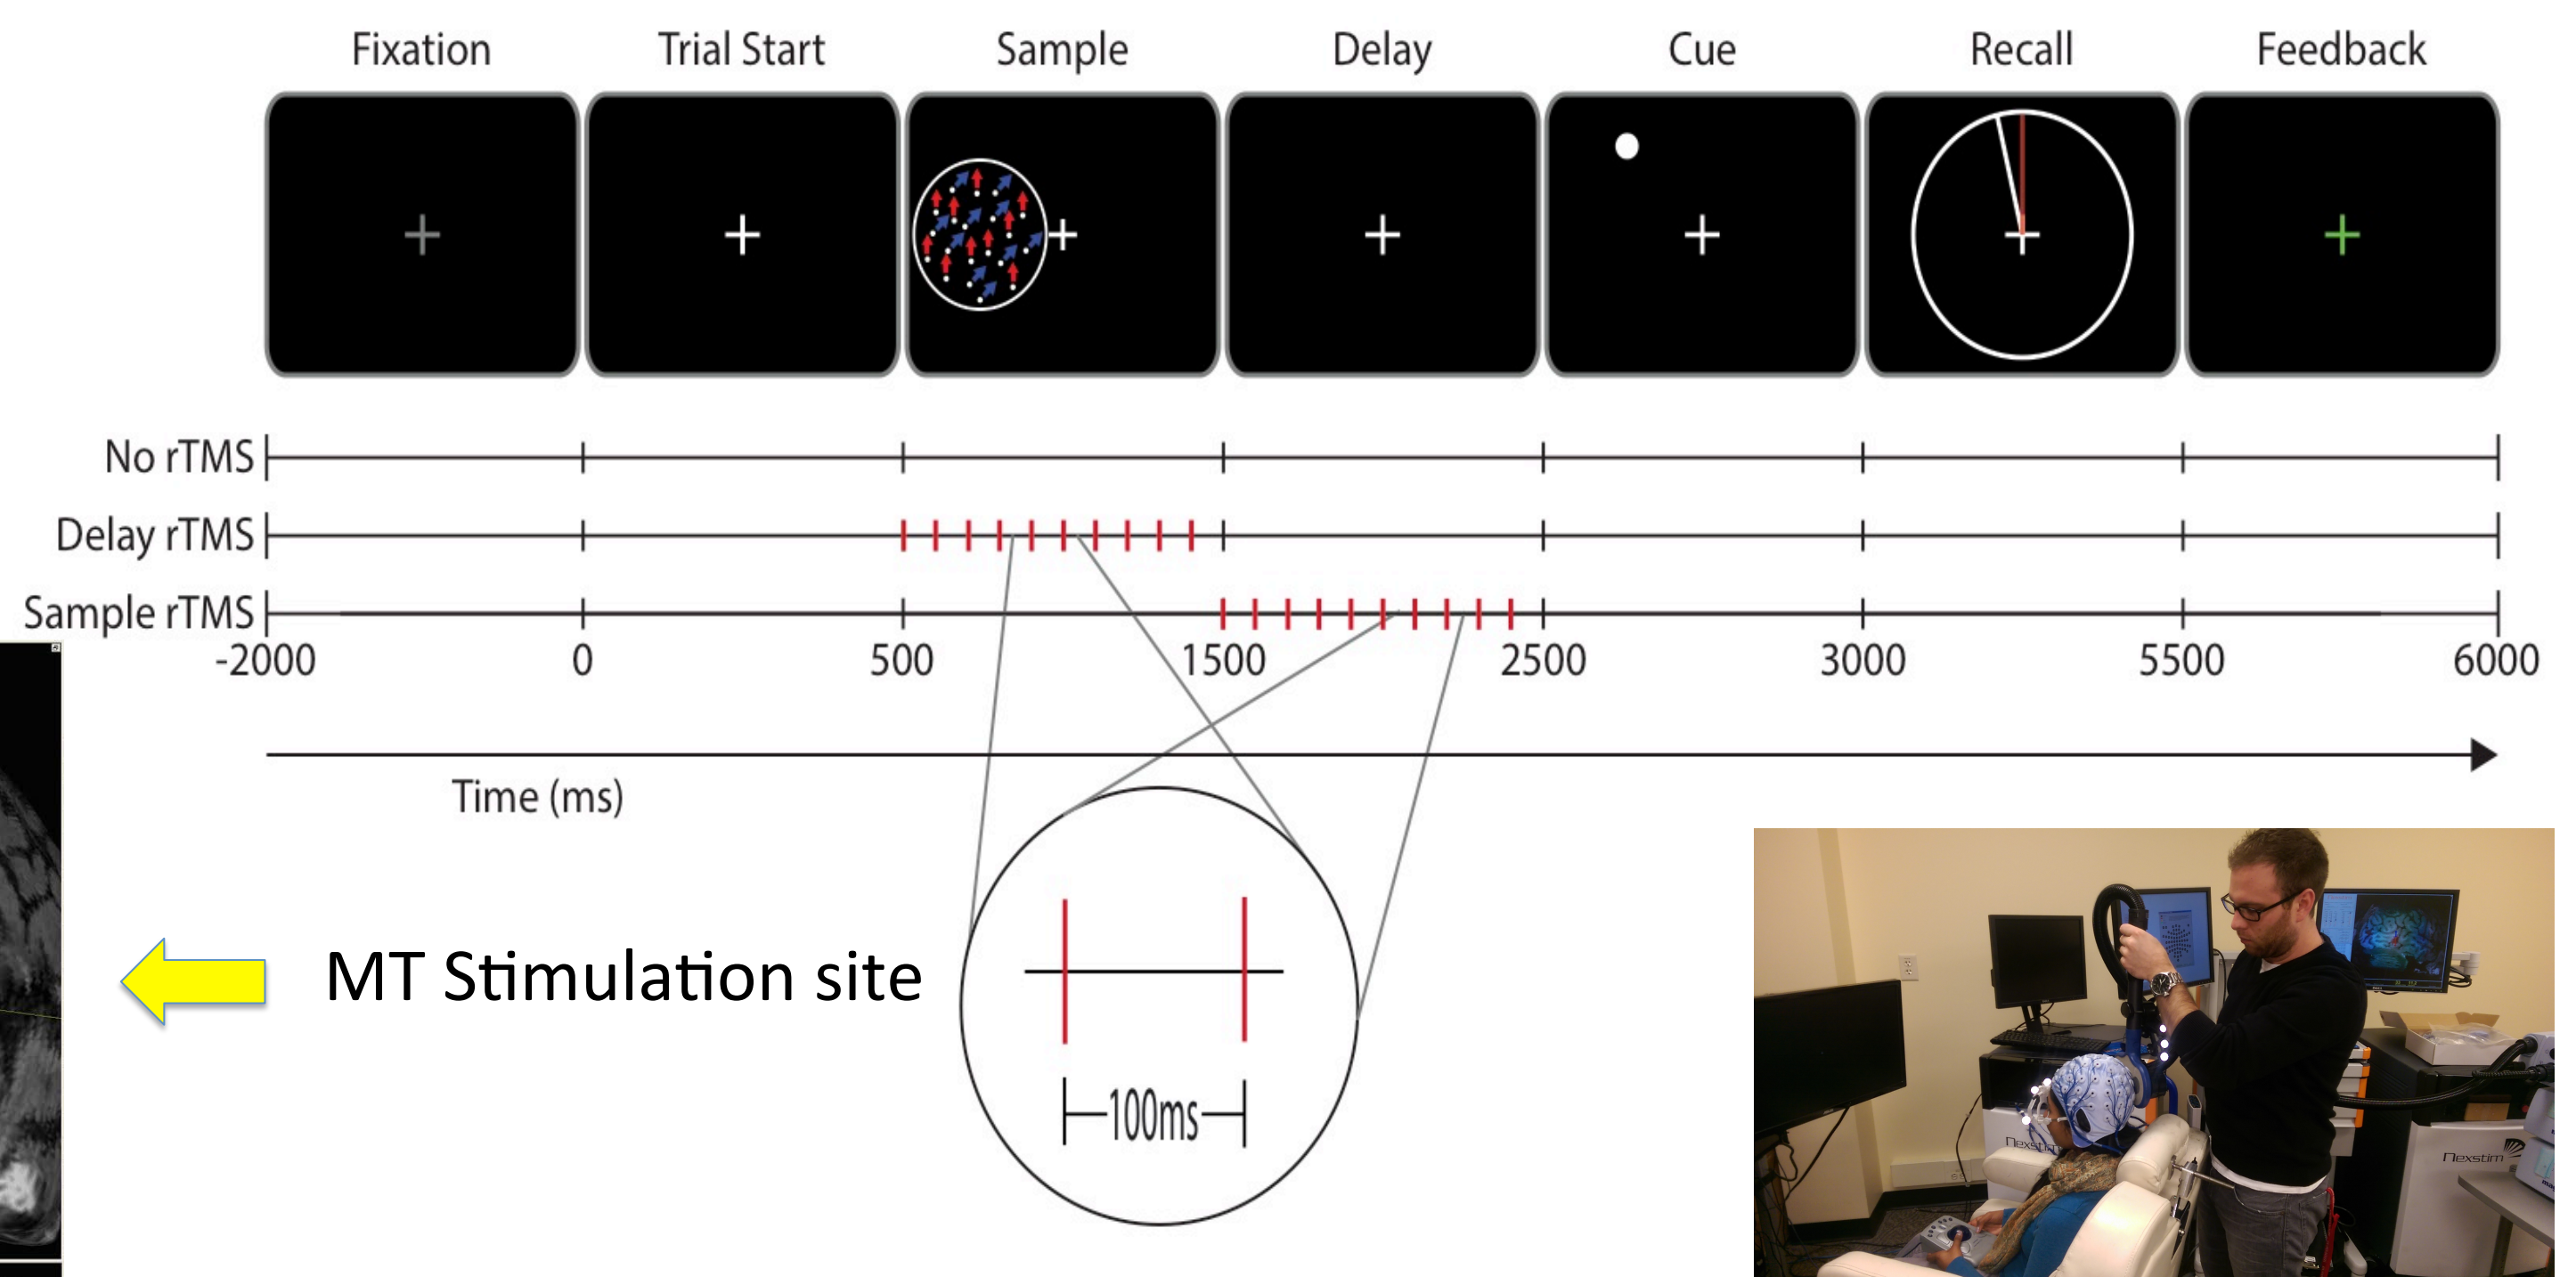 Fixation
Trial Start
Sample
Delay
Cue
Recall
Feedback
No rTMS
Delay rTMS
Sample rTMS
-2000
0
500
1500
2500
3000
5500
6000
Time (ms)
MT Stimulation site
100ms
Nexstim
Nexstim